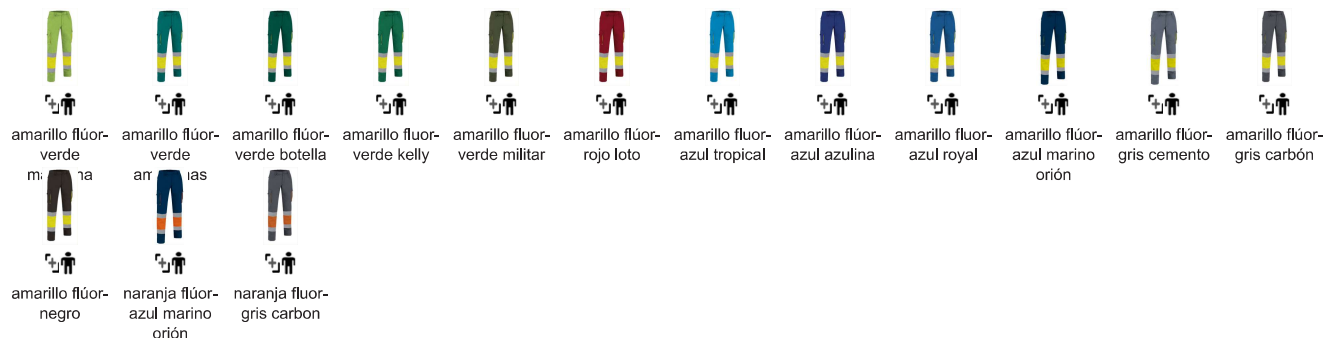 amarillo flúor-
verde
amarillo flúor-
verde
amarillo flúor-
verde botella
amarillo fluor-
verde kelly
amarillo fluor-
verde militar
amarillo fluor-
rojo loto
amarillo flúor-
azul tropical
amarillo flúor-
azul azulina
amarillo fluor-
azul royal
amarillo flúor-
azul marino
orión
amarillo flúor-
gris cemento
amarillo flúor-
gris carbón
amarillo flúor-
negro
naranja flúor-
azul marino
orión
naranja fluor-
gris carbon